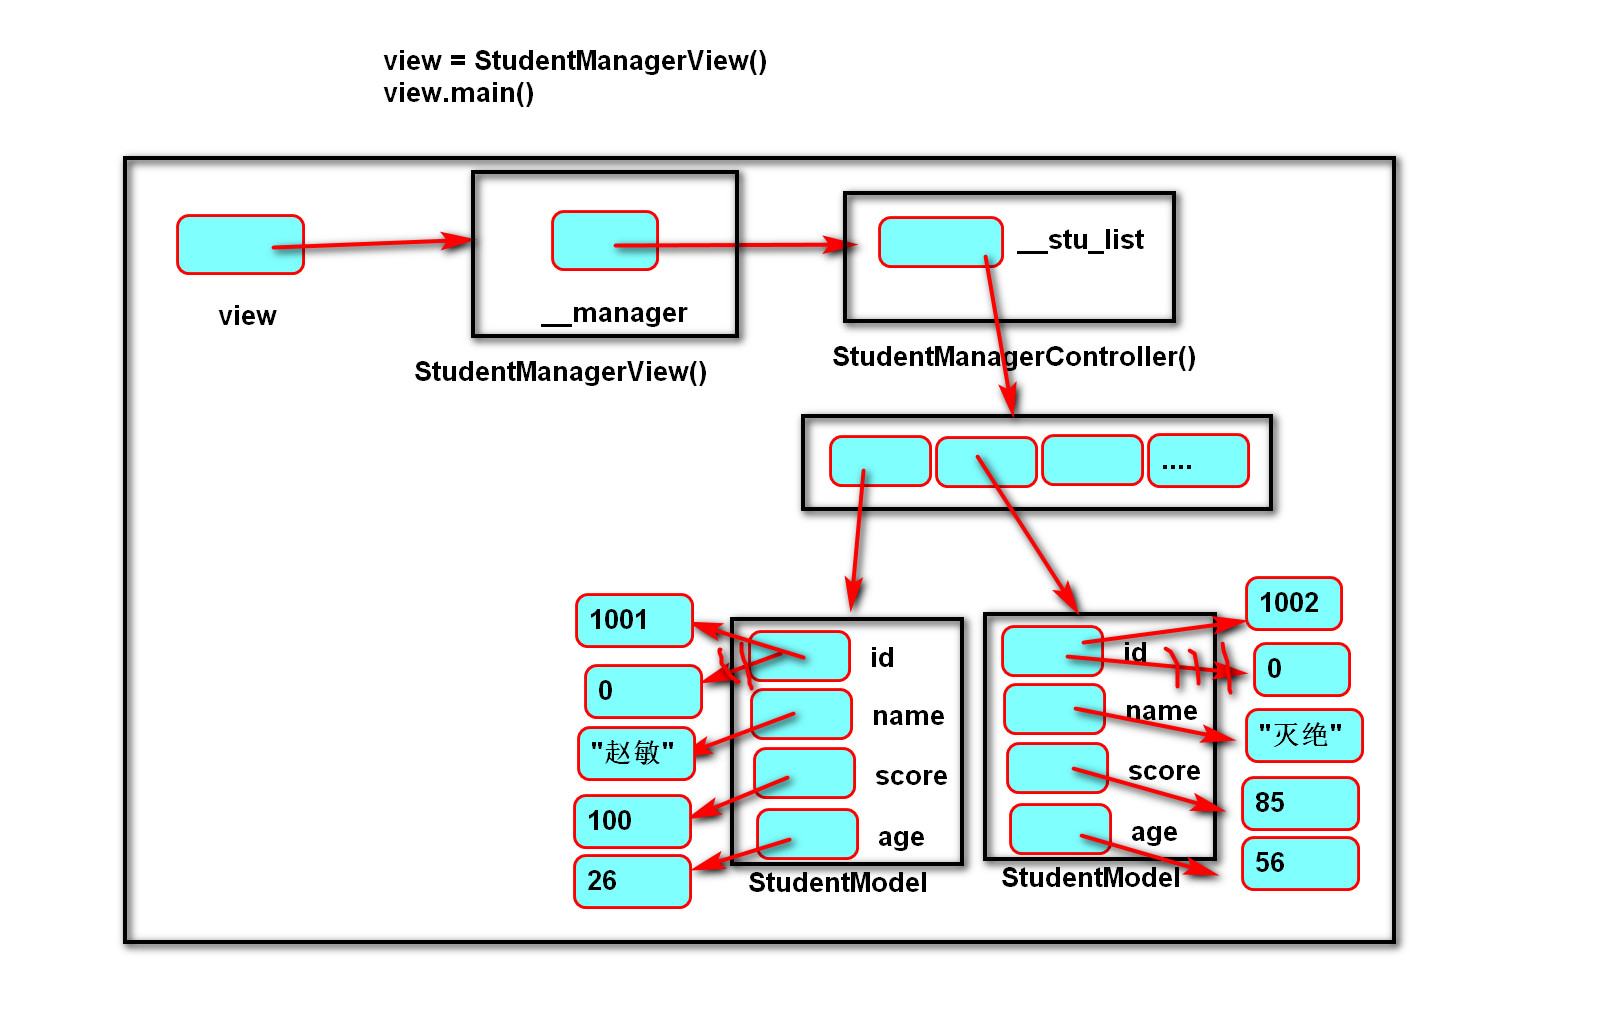 view = StudentManagerView()
view.main()
__stu_list
view
__manager
StudentManagerView()
StudentManagerController()
....
1001
id
0
name
"赵敏"
score
100
age
26
StudentModel
1002
id
0
name
"灭绝"
score
85
age
56
StudentModel